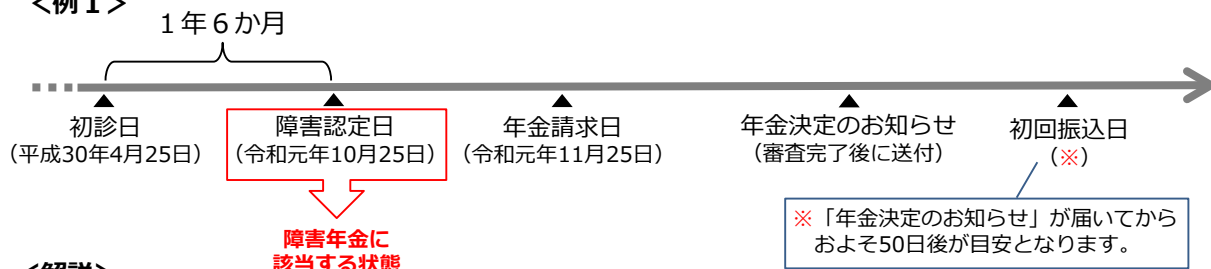 ＜例１＞
１年６か月
初診日
（平成30年4月25日）
障害認定日
（令和元年10月25日）
年金請求日
（令和元年11月25日）
年金決定のお知らせ
（審査完了後に送付）
初回振込日
（※）
※「年金決定のお知らせ」が届いてから
およそ50日後が目安となります。
障害年金に
該当する状態
＜解説＞